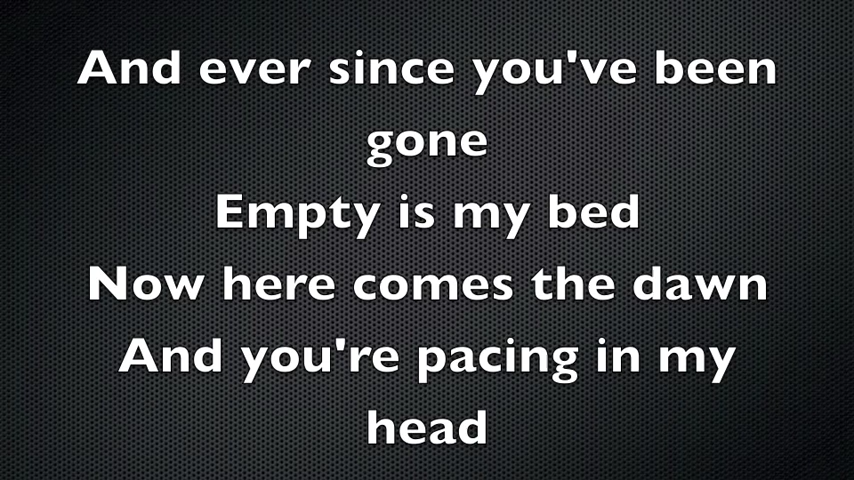 And ever since you've been
gone
Empty is my bed
Now here comes the dawn
And you're pacing in my
head